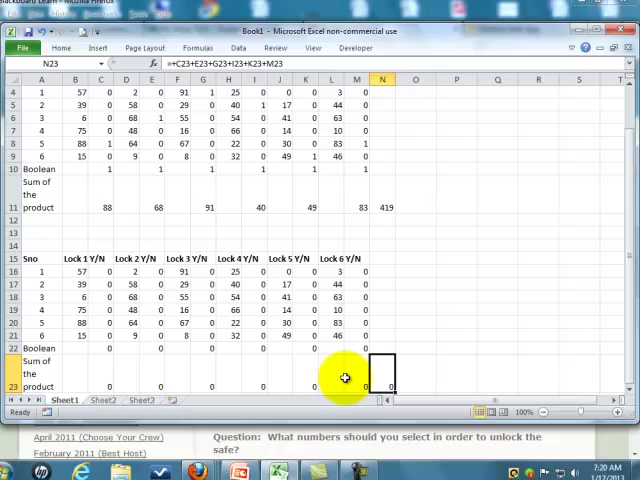 Blackboard Learn - Mozilla Firefox
Book1 - Microsoft Excel non-commercial use
File Home Insert Page Layout Formulas Data Review View Developer
N23 =+C23+E23+G23+I23+K23+M23
A B C D E F G H I J K L M N O P Q R S T
4 1 57 0 2 0 91 1 25 0 0 0 3 0
5 2 39 0 58 0 29 0 40 1 17 0 44 0
6 3 6 0 68 1 55 0 54 0 41 0 63 0
7 4 75 0 48 0 16 0 66 0 14 0 10 0
8 5 88 1 64 0 67 0 22 0 30 0 83 1
9 6 15 0 9 0 8 0 32 0 49 1 46 0
10 Boolean 1 1 1 1 1 1
Sum of
the
11 product 88 68 91 40 49 83 419
12
13
14
15 Sno Lock 1 Y/N Lock 2 Y/N Lock 3 Y/N Lock 4 Y/N Lock 5 Y/N Lock 6 Y/N
16 1 57 0 2 0 91 0 25 0 0 0 3 0
17 2 39 0 58 0 29 0 40 0 17 0 44 0
18 3 6 0 68 0 55 0 54 0 41 0 63 0
19 4 75 0 48 0 16 0 66 0 14 0 10 0
20 5 88 0 64 0 67 0 22 0 30 0 83 0
21 6 15 0 9 0 8 0 32 0 49 0 46 0
22 Boolean 0 0 0 0 0 0
Sum of
the
23 product 0 0 0 0 0 0 0
Sheet1 Sheet2 Sheet3
Ready 100%
April 2011 (Choose Your Crew)
February 2011 (Best Host)
Question: What numbers should you select in order to unlock the
safe?
7:20 AM
1/17/2013